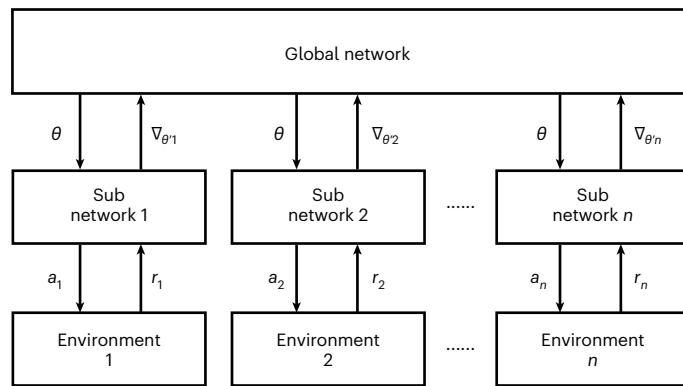 Global network
θ ∇θ′1 θ ∇θ′2 θ ∇θ′n
Sub network 1
Sub network 2
......
Sub network n
a1 r1 a2 r2 an rn
Environment 1
Environment 2
......
Environment n